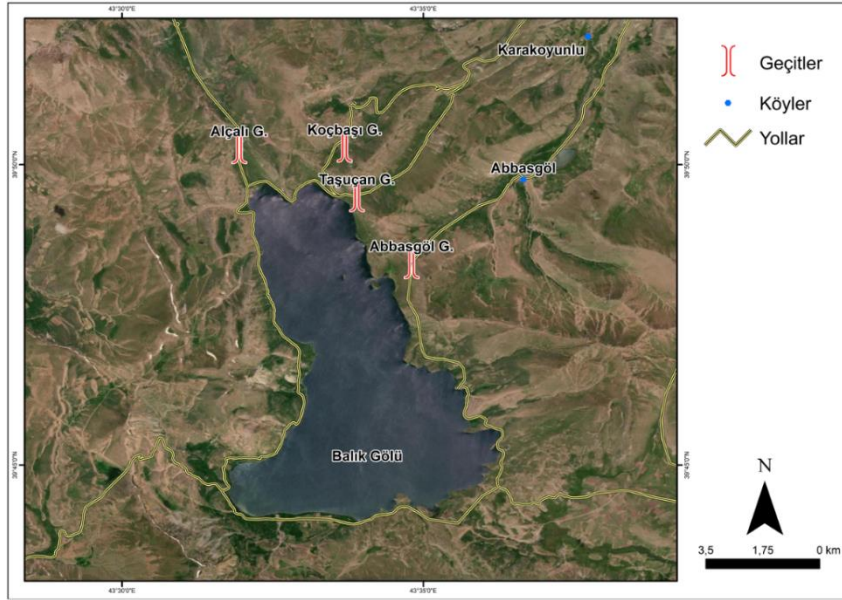 43°30'0"E
43°35'0"E
Karakoyunlu
Geçitler
Köyler
Alçalı G.
Koçbaşı G.
Yollar
39°50'0"N
39°50'0"N
Taşuçan G.
Abbasgöl
Abbasgöl G.
Balık Gölü
39°45'0"N
39°45'0"N
N
3,5 1,75 0 km
43°30'0"E
43°35'0"E